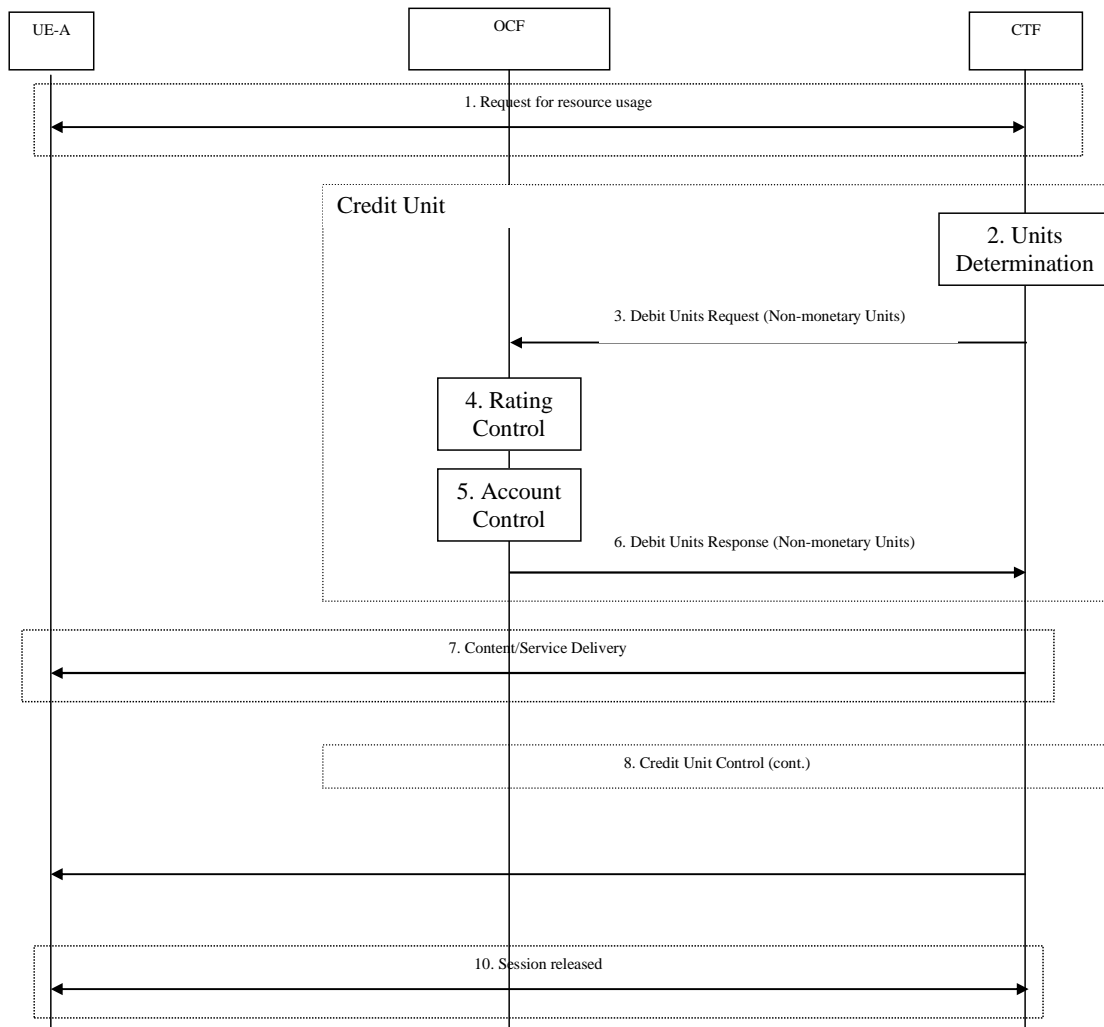 UE-A
OCF
CTF
1. Request for resource usage
Credit Unit
2. Units
Determination
3. Debit Units Request (Non-monetary Units)
4. Rating
Control
5. Account
Control
6. Debit Units Response (Non-monetary Units)
7. Content/Service Delivery
8. Credit Unit Control (cont.)
10. Session released